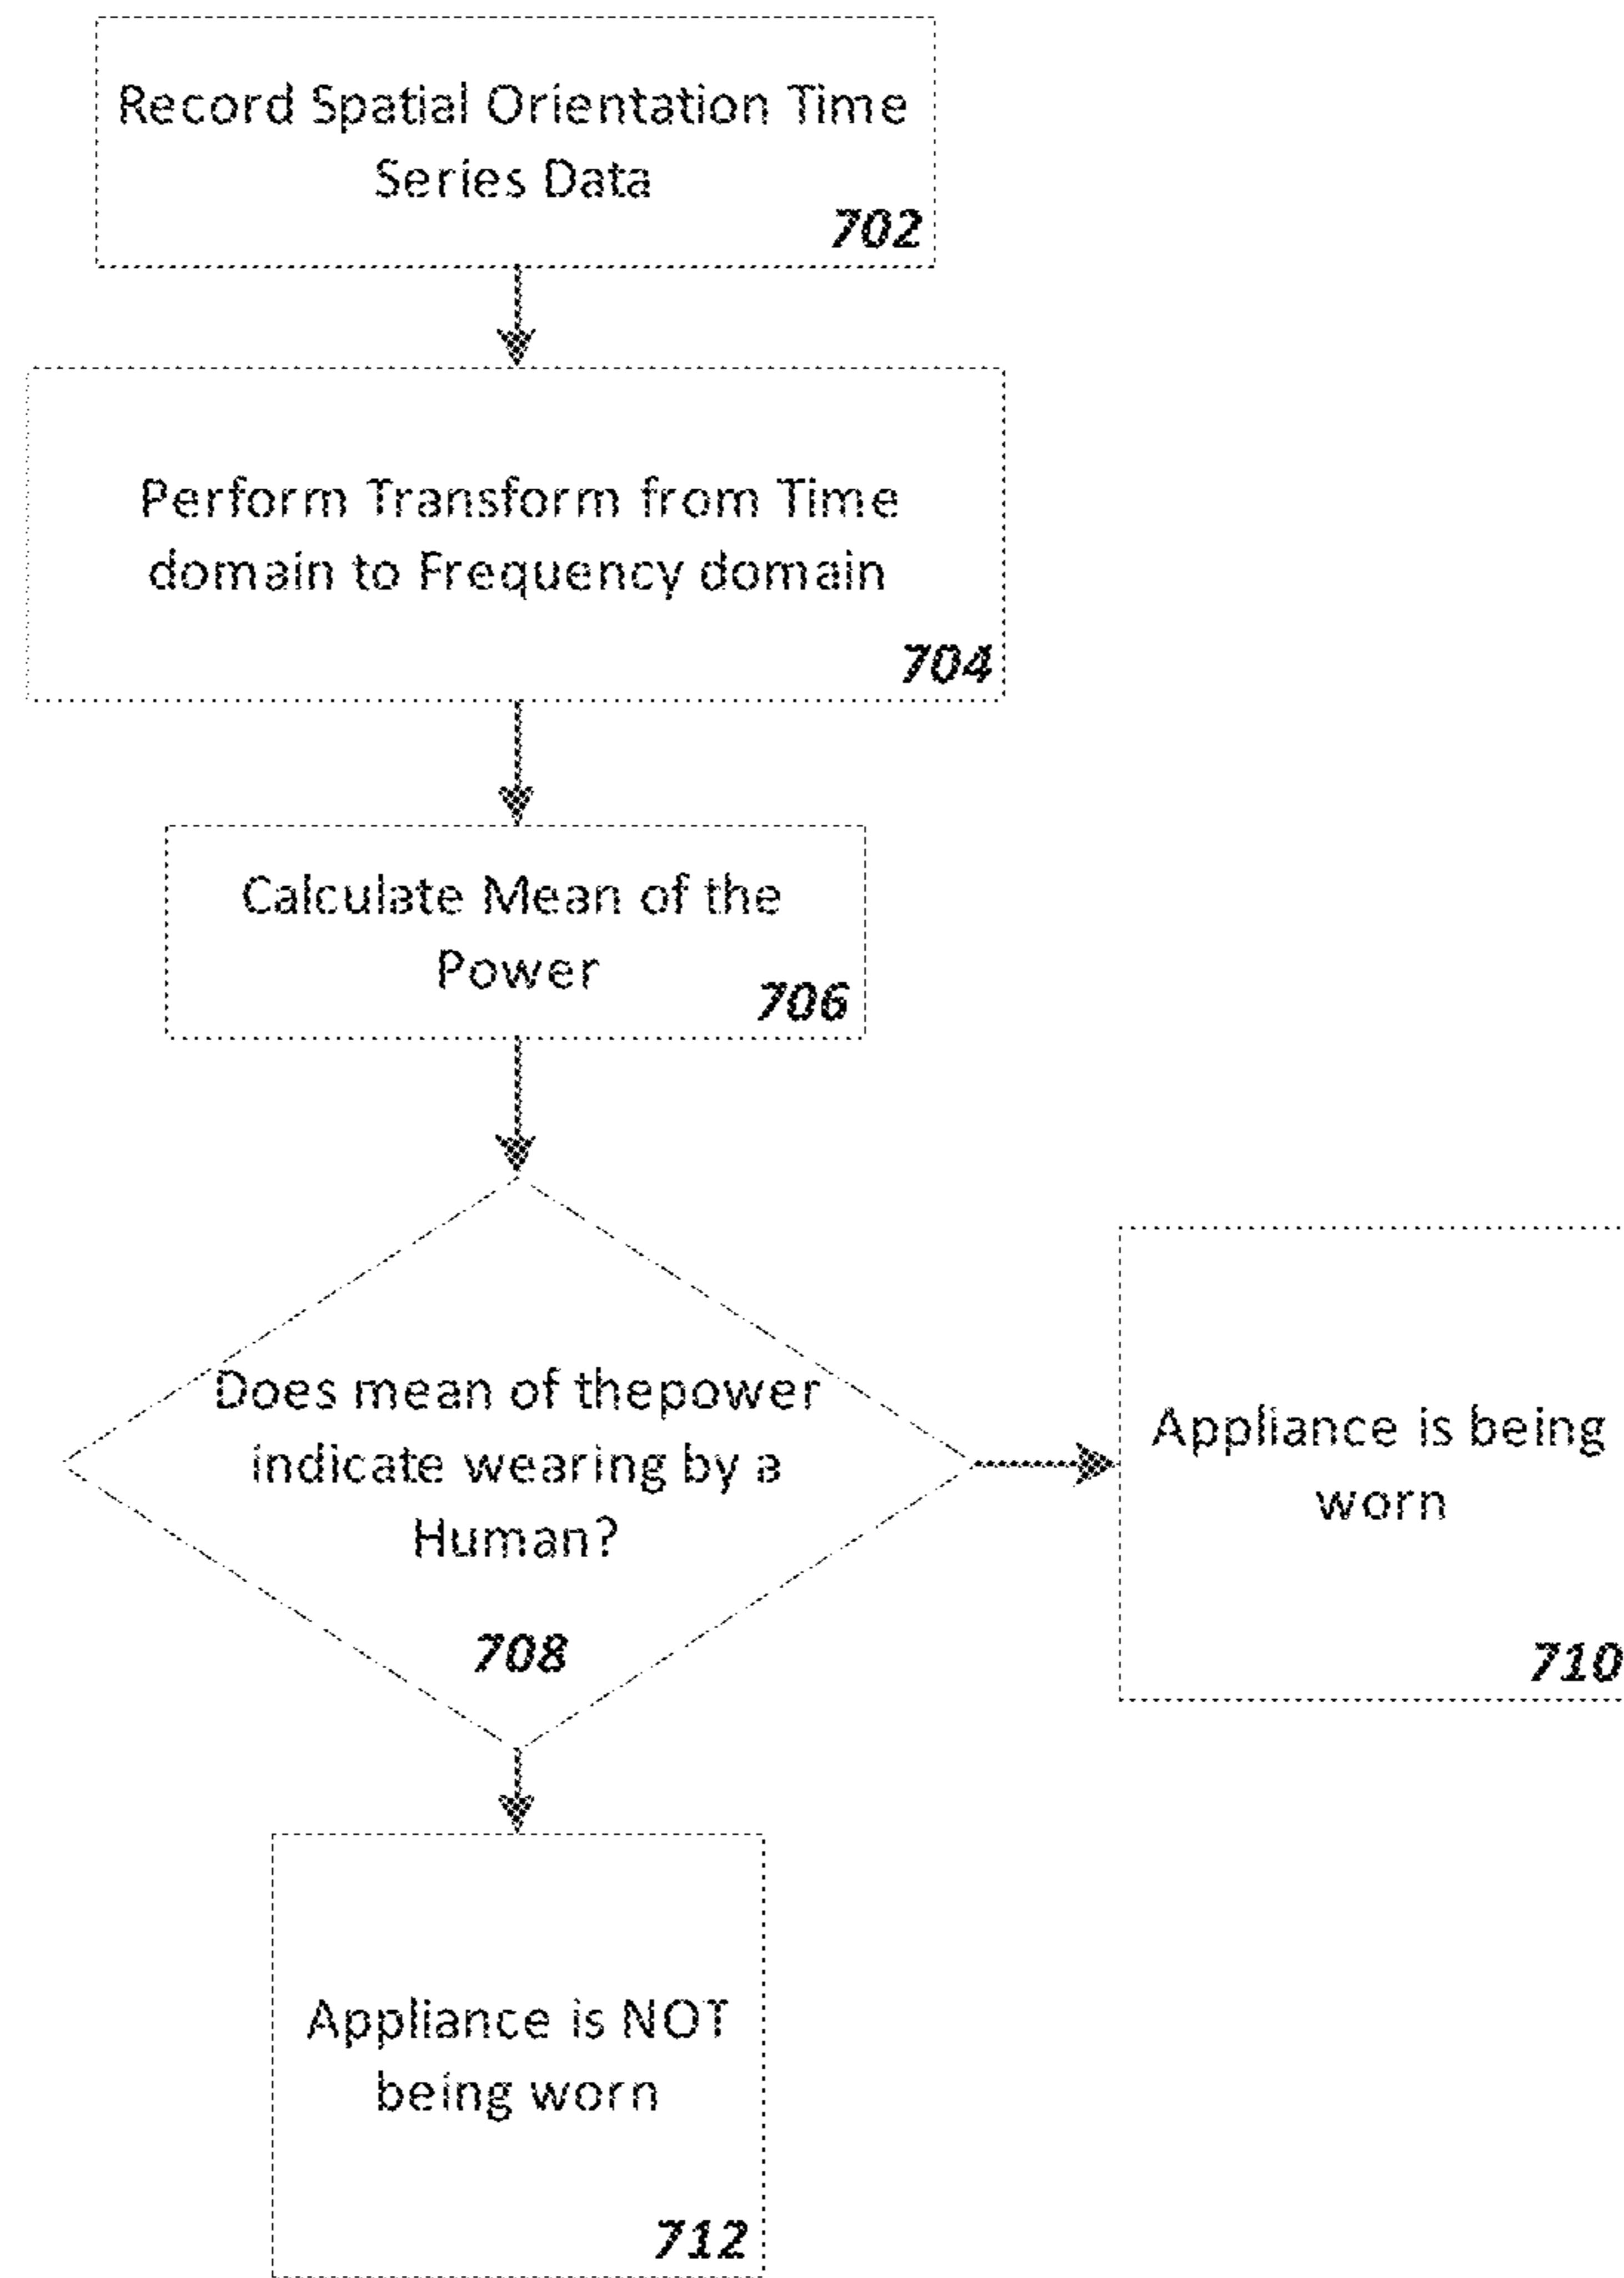 Record Spatial Orientation Time
Series Data
702
Perform Transform from Time
domain to Frequency domain
704
Calculate Mean of the
Power
706
Does mean of thepower
indicate wearing by a
Human?
708
Appliance is being
worn
710
Appliance is NOT
being worn
712